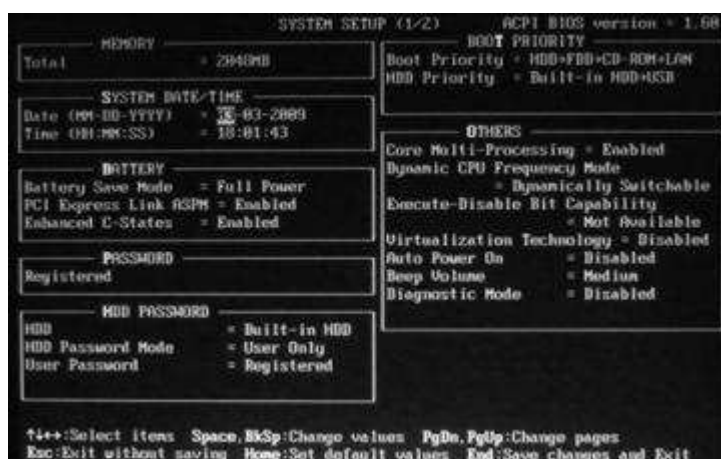 SYSTEM SETUP (1/2) ACPI BIOS version = 1.60
MEMORY
Total = 2048MB
SYSTEM DATE/TIME
Date (MM-DD-YYYY) = -03-2009
Time (HH:MM:SS) = 18:01:43
BATTERY
Battery Save Mode = Full Power
PCI Express Link ASPM = Enabled
Enhanced C-States = Enabled
PASSWORD
Registered
HDD PASSWORD
HDD = Built-in HDD
HDD Password Mode = User Only
User Password = Registered
BOOT PRIORITY
Boot Priority = HDD→FDD→CD-ROM→LAN
HDD Priority = Built-in HDD→USB
OTHERS
Core Multi-Processing = Enabled
Dynamic CPU Frequency Mode
= Dynamically Switchable
Execute-Disable Bit Capability
= Not Available
Virtualization Technology = Disabled
Auto Power On = Disabled
Beep Volume = Medium
Diagnostic Mode = Disabled
↑↓←→:Select items Space,BkSp:Change values PgDn,PgUp:Change pages
Esc:Exit without saving Home:Set default values End:Save changes and Exit